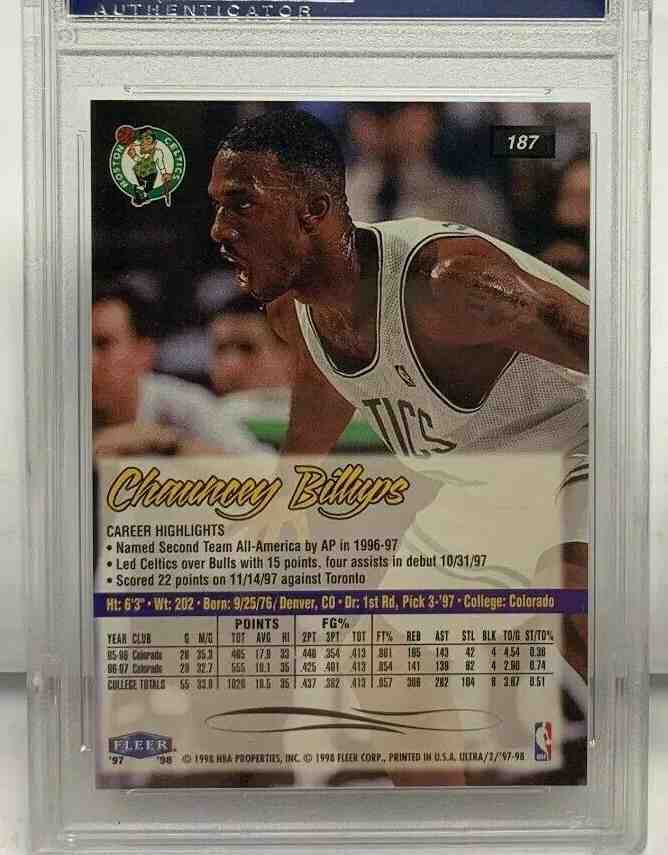 AUTHENTICATOR
BOSTON CELTICS
187
TICS
Chauncey Billups
CAREER HIGHLIGHTS
• Named Second Team All-America by AP in 1996-97
• Led Celtics over Bulls with 15 points, four assists in debut 10/31/97
• Scored 22 points on 11/14/97 against Toronto
Ht: 6'3" • Wt: 202 • Born: 9/25/76/ Denver, CO • Dr: 1st Rd, Pick 3-'97 • College: Colorado
POINTS FG%
YEAR CLUB G M/G TOT AVG HI 2PT 3PT TOT FT% REB AST STL BLK TO/G ST/TO%
95-96 Colorado 26 35.3 465 17.9 33 .413 .861 165 143 42 4 4.54 0.36
96-97 Colorado 29 32.7 555 19.1 35 .425 .401 .413 .854 141 139 62 4 2.90 0.74
COLLEGE TOTALS 55 33.9 1020 18.5 35 .437 .382 .413 .857 306 282 104 8 3.67 0.51
FLEER
'97 '98
© 1998 NBA PROPERTIES, INC. © 1998 FLEER CORP., PRINTED IN U.S.A. ULTRA/2/'97-98